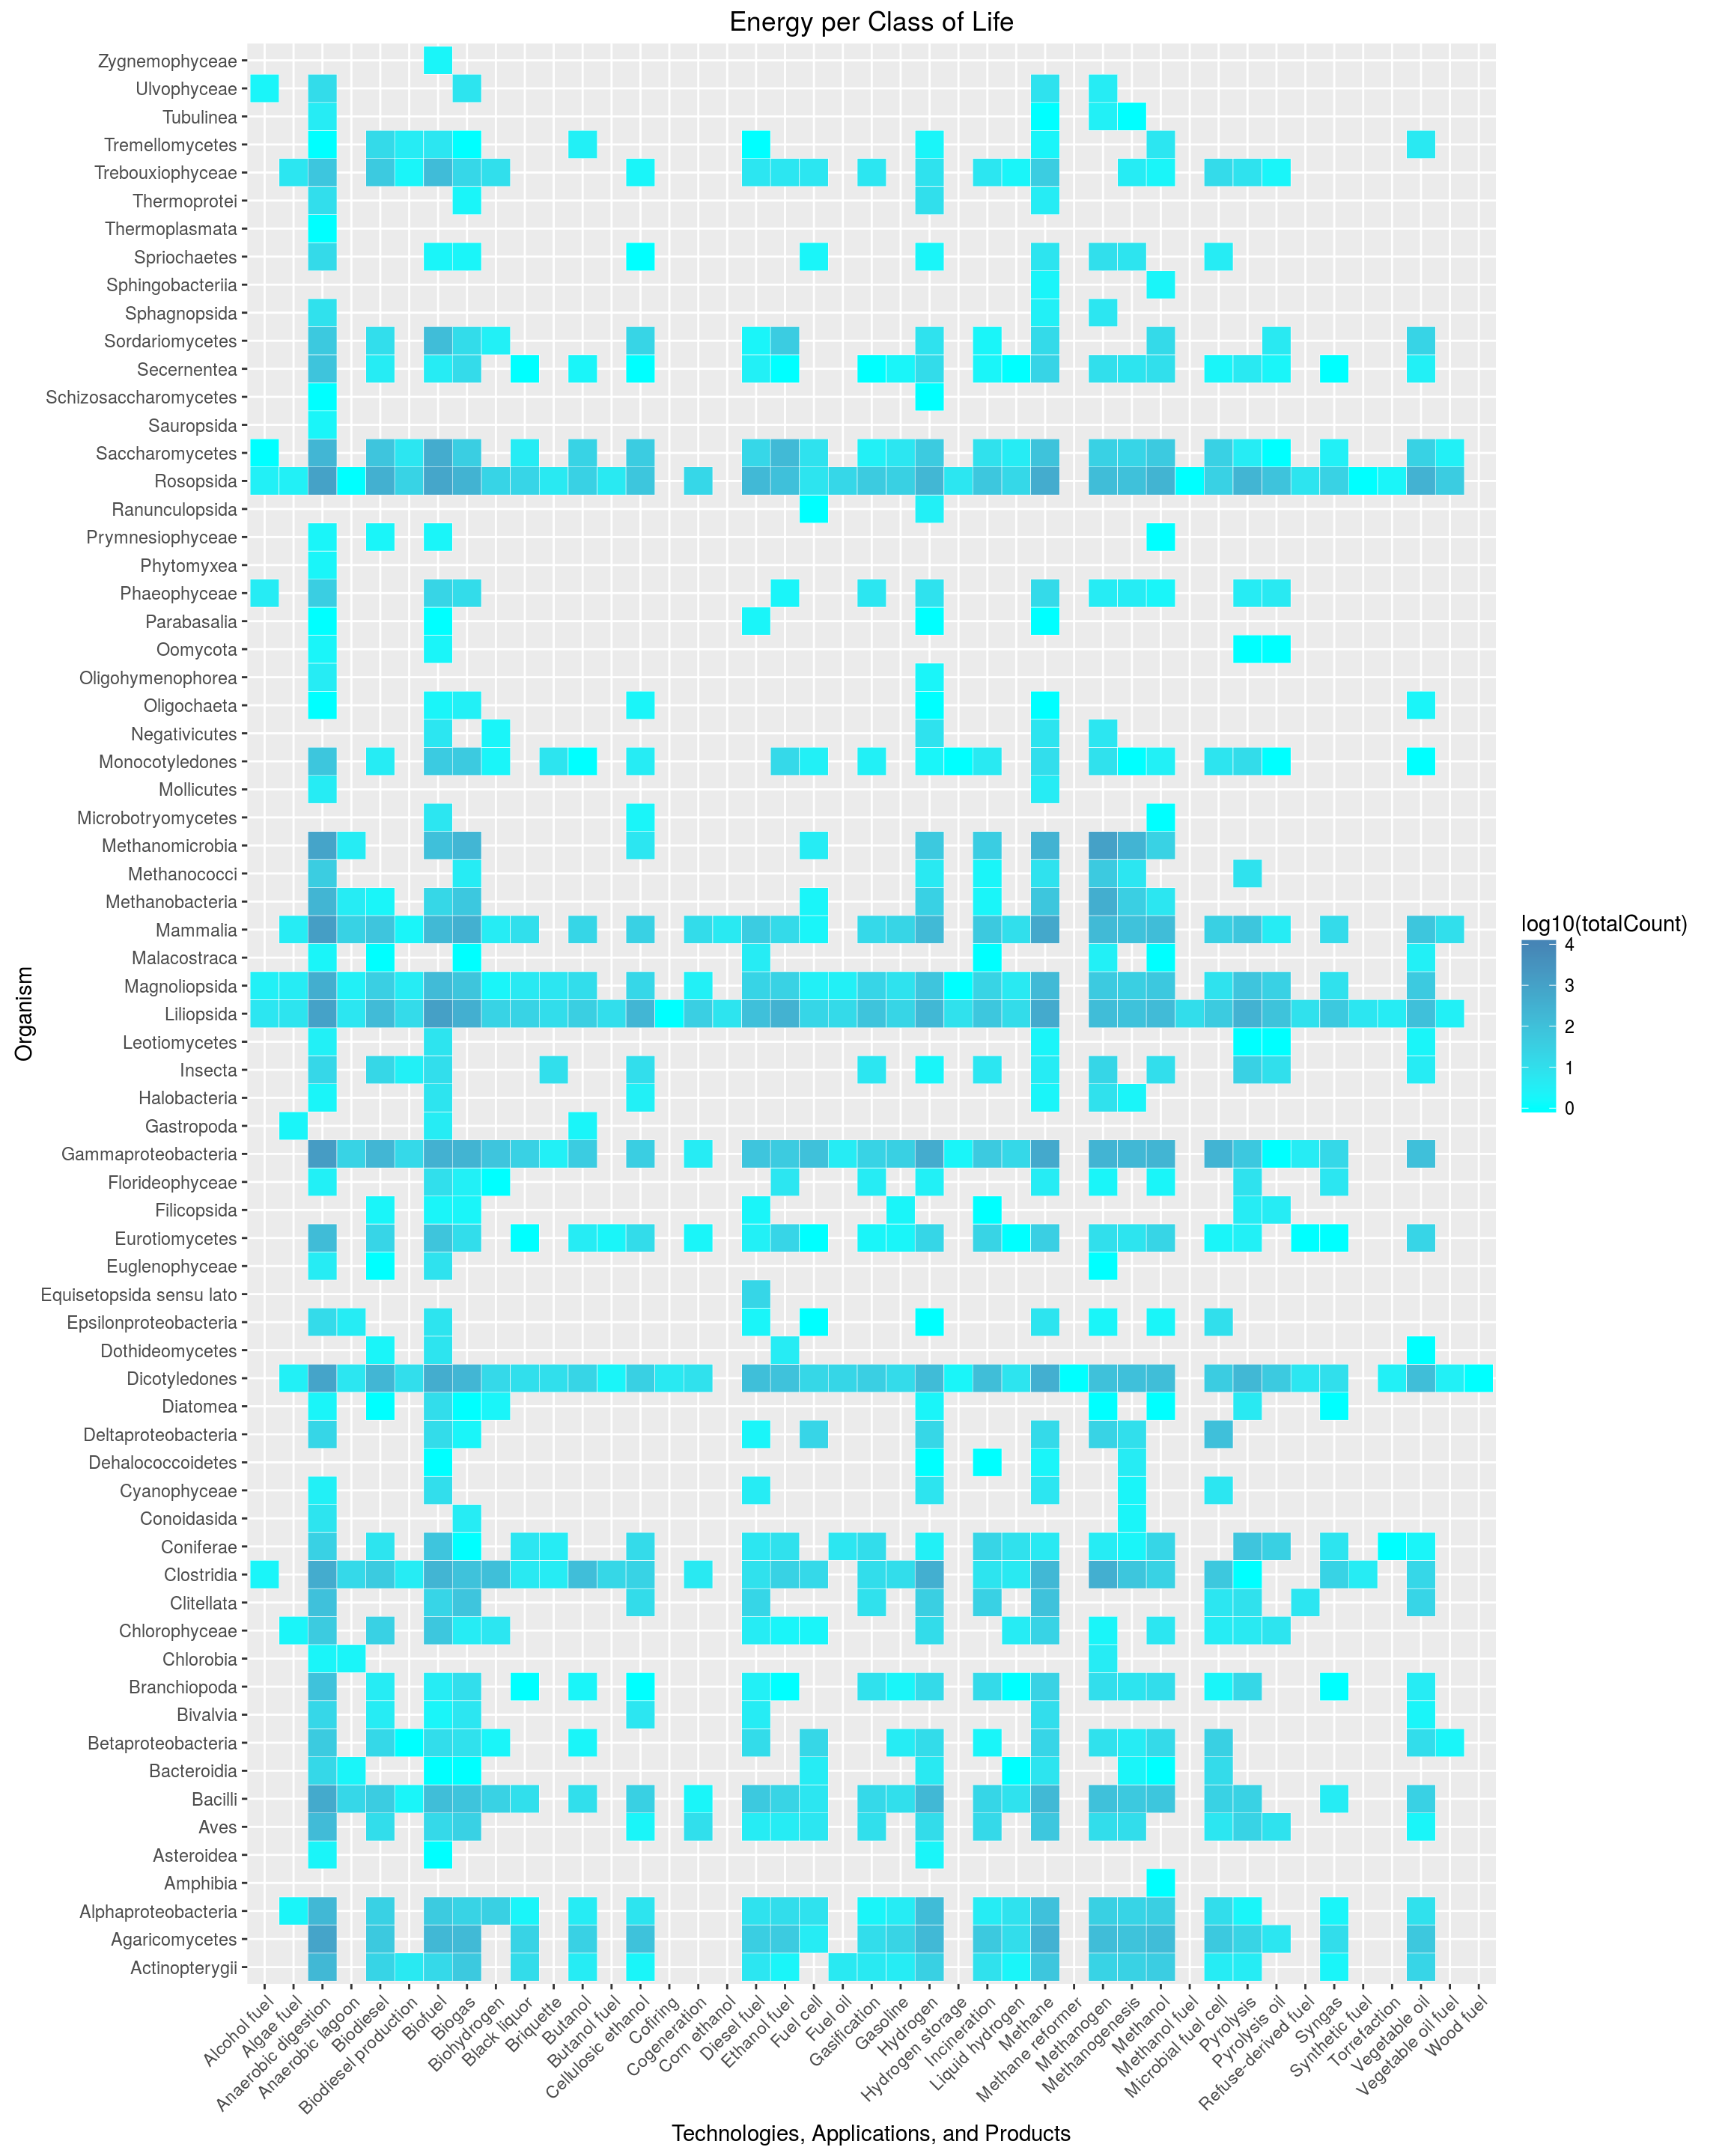 Energy per Class of Life
Zygnemophyceae
Ulvophyceae
Tubulinea
Tremellomycetes
Trebouxiophyceae
Thermoprotei
Thermoplasmata
Spriochaetes
Sphingobacteriia
Sphagnopsida
Sordariomycetes
Secernentea
Schizosaccharomycetes
Sauropsida
Saccharomycetes
Rosopsida
Ranunculopsida
Prymnesiophyceae
Phytomyxea
Phaeophyceae
Parabasalia
Oomycota
Oligohymenophorea
Oligochaeta
Negativicutes
Monocotyledones
Mollicutes
Microbotryomycetes
Methanomicrobia
Methanococci
Methanobacteria
Mammalia
Malacostraca
Magnoliopsida
Liliopsida
Leotiomycetes
Insecta
Halobacteria
Gastropoda
Gammaproteobacteria
Florideophyceae
Filicopsida
Eurotiomycetes
Euglenophyceae
Equisetopsida sensu lato
Epsilonproteobacteria
Dothideomycetes
Dicotyledones
Diatomea
Deltaproteobacteria
Dehalococcoidetes
Cyanophyceae
Conoidasida
Coniferae
Clostridia
Clitellata
Chlorophyceae
Chlorobia
Branchiopoda
Bivalvia
Betaproteobacteria
Bacteroidia
Bacilli
Aves
Asteroidea
Amphibia
Alphaproteobacteria
Agaricomycetes
Actinopterygii
Organism
Alcohol fuel
Algae fuel
Anaerobic digestion
Anaerobic lagoon
Biodiesel
Biodiesel production
Biofuel
Biogas
Biohydrogen
Black liquor
Briquette
Butanol
Butanol fuel
Cellulosic ethanol
Cofiring
Cogeneration
Corn ethanol
Diesel fuel
Ethanol fuel
Fuel cell
Fuel oil
Gasification
Gasoline
Hydrogen
Hydrogen storage
Incineration
Liquid hydrogen
Methane
Methane reformer
Methanogen
Methanogenesis
Methanol
Methanol fuel
Microbial fuel cell
Pyrolysis
Pyrolysis oil
Refuse-derived fuel
Syngas
Synthetic fuel
Torrefaction
Vegetable oil
Vegetable oil fuel
Wood fuel
Technologies, Applications, and Products
log10(totalCount)
4
3
2
1
0